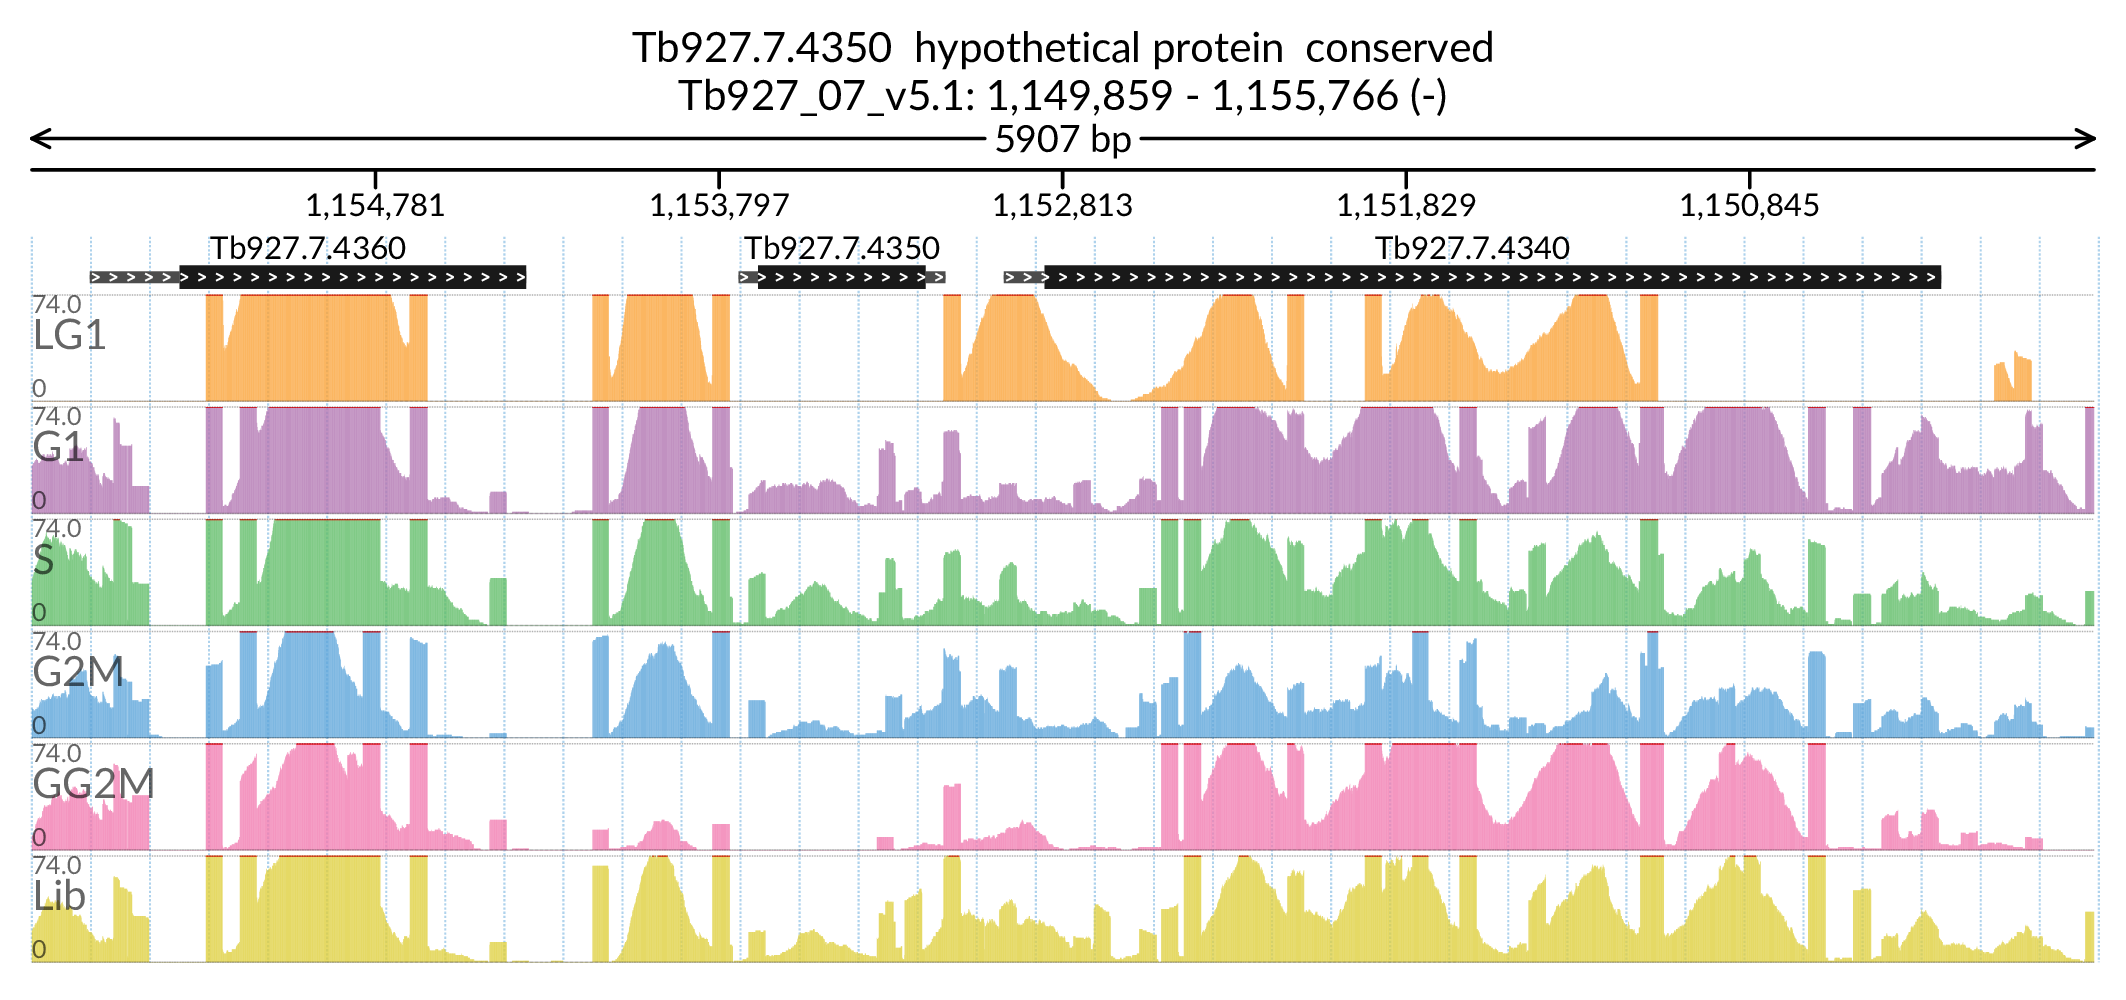 Tb927.7.4350  hypothetical protein  conserved
Tb927_07_v5.1: 1,149,859 - 1,155,766 (-)
5907 bp
1,154,781 1,153,797 1,152,813 1,151,829 1,150,845
Tb927.7.4360 Tb927.7.4350 Tb927.7.4340
74.0
LG1
0
74.0
G1
0
74.0
S
0
74.0
G2M
0
74.0
GG2M
0
74.0
Lib
0